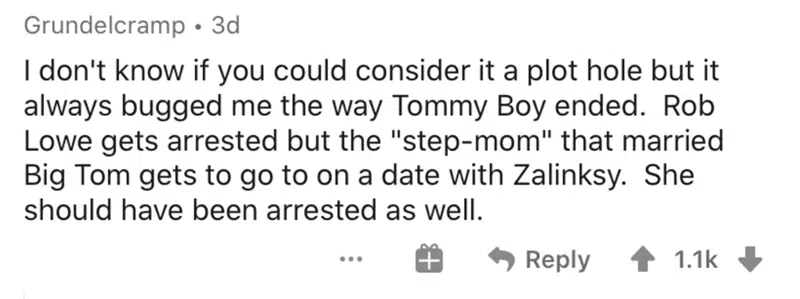 Grundelcramp • 3d
I don't know if you could consider it a plot hole but it
always bugged me the way Tommy Boy ended.  Rob
Lowe gets arrested but the "step-mom" that married
Big Tom gets to go to on a date with Zalinksy.  She
should have been arrested as well.
... Reply 1.1k